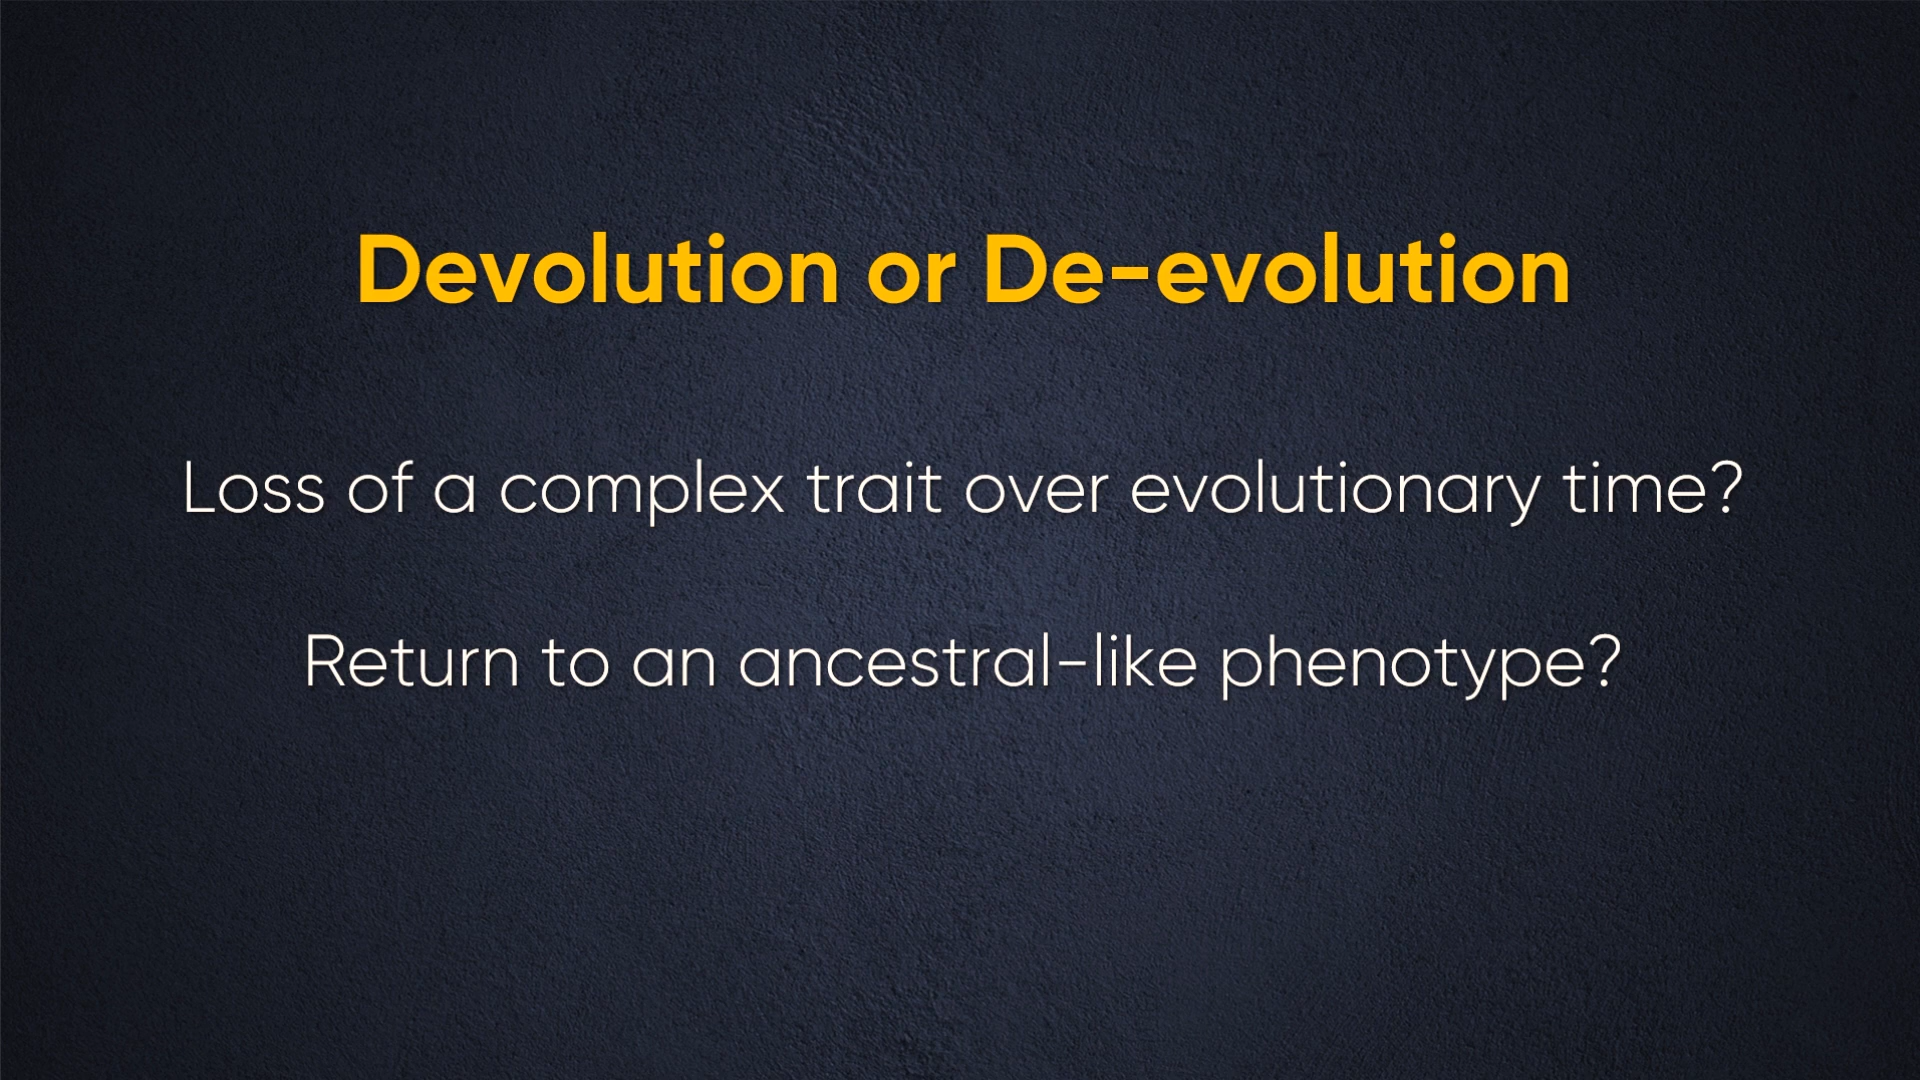 Devolution or De-evolution
Loss of a complex trait over evolutionary time?
Return to an ancestral-like phenotype?